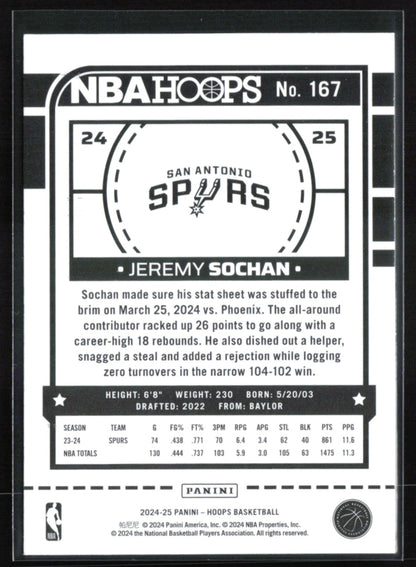 NBA HOOPS No. 167
24 25
SAN ANTONIO
SPURS
• JEREMY SOCHAN •
Sochan made sure his stat sheet was stuffed to the
brim on March 25, 2024 vs. Phoenix. The all-around
contributor racked up 26 points to go along with a
career-high 18 rebounds. He also dished out a helper,
snagged a steal and added a rejection while logging
zero turnovers in the narrow 104-102 win.
HEIGHT: 6'8" WEIGHT: 230 BORN: 5/20/03
DRAFTED: 2022 FROM: BAYLOR
SEASON TEAM G FG% FT% 3PM RPG APG STL BLK PTS PPG
23-24 SPURS 74 .438 .771 70 6.4 3.4 62 40 861 11.6
NBA TOTALS 130 .444 .737 103 5.9 3.0 105 63 1475 11.3
PANINI
2024-25 PANINI – HOOPS BASKETBALL
帕尼尼 © 2024 Panini America, Inc. © 2024 NBA Properties, Inc.
© 2024 the National Basketball Players Association. All rights reserved.
NBA